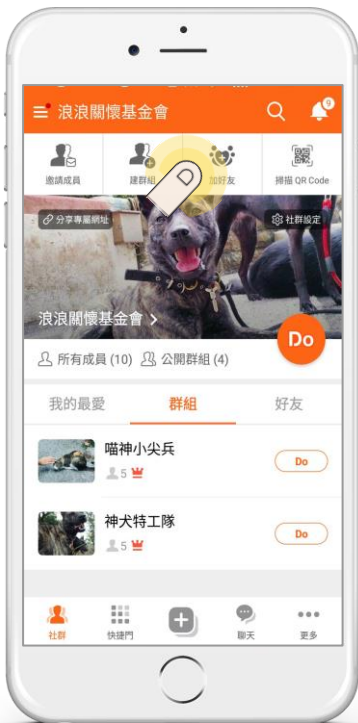 浪浪關懷基金會
9
邀請成員 建群組 加好友 掃描 QR Code
分享專屬網址 社群設定
浪浪關懷基金會 >
Do
所有成員 (10) 公開群組 (4)
我的最愛 群組 好友
喵神小尖兵
5
Do
神犬特工隊
5
Do
社群 快捷鬥 聊天 更多